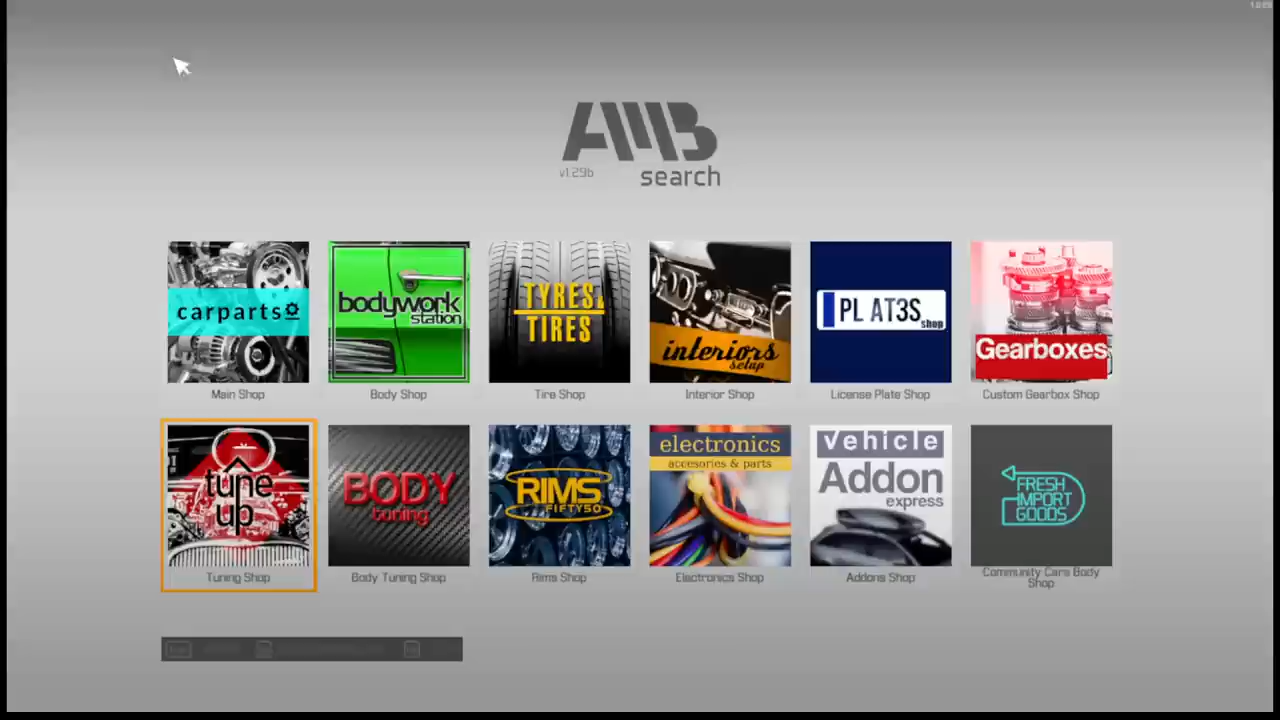 AMB
v1.29b
search
carparts
bodywork
station
TYRES/
TIRES
interiors
setup
PL AT3S
shop
Gearboxes
Main Shop
Body Shop
Tire Shop
Interior Shop
License Plate Shop
Custom Gearbox Shop
tune
up
BODY
tuning
RIMS
FIFTY50
electronics
accesories & parts
Vehicle
Addon
express
FRESH
IMPORT
GOODS
Tuning Shop
Body Tuning Shop
Rims Shop
Electronics Shop
Addons Shop
Community Cars Body
Shop